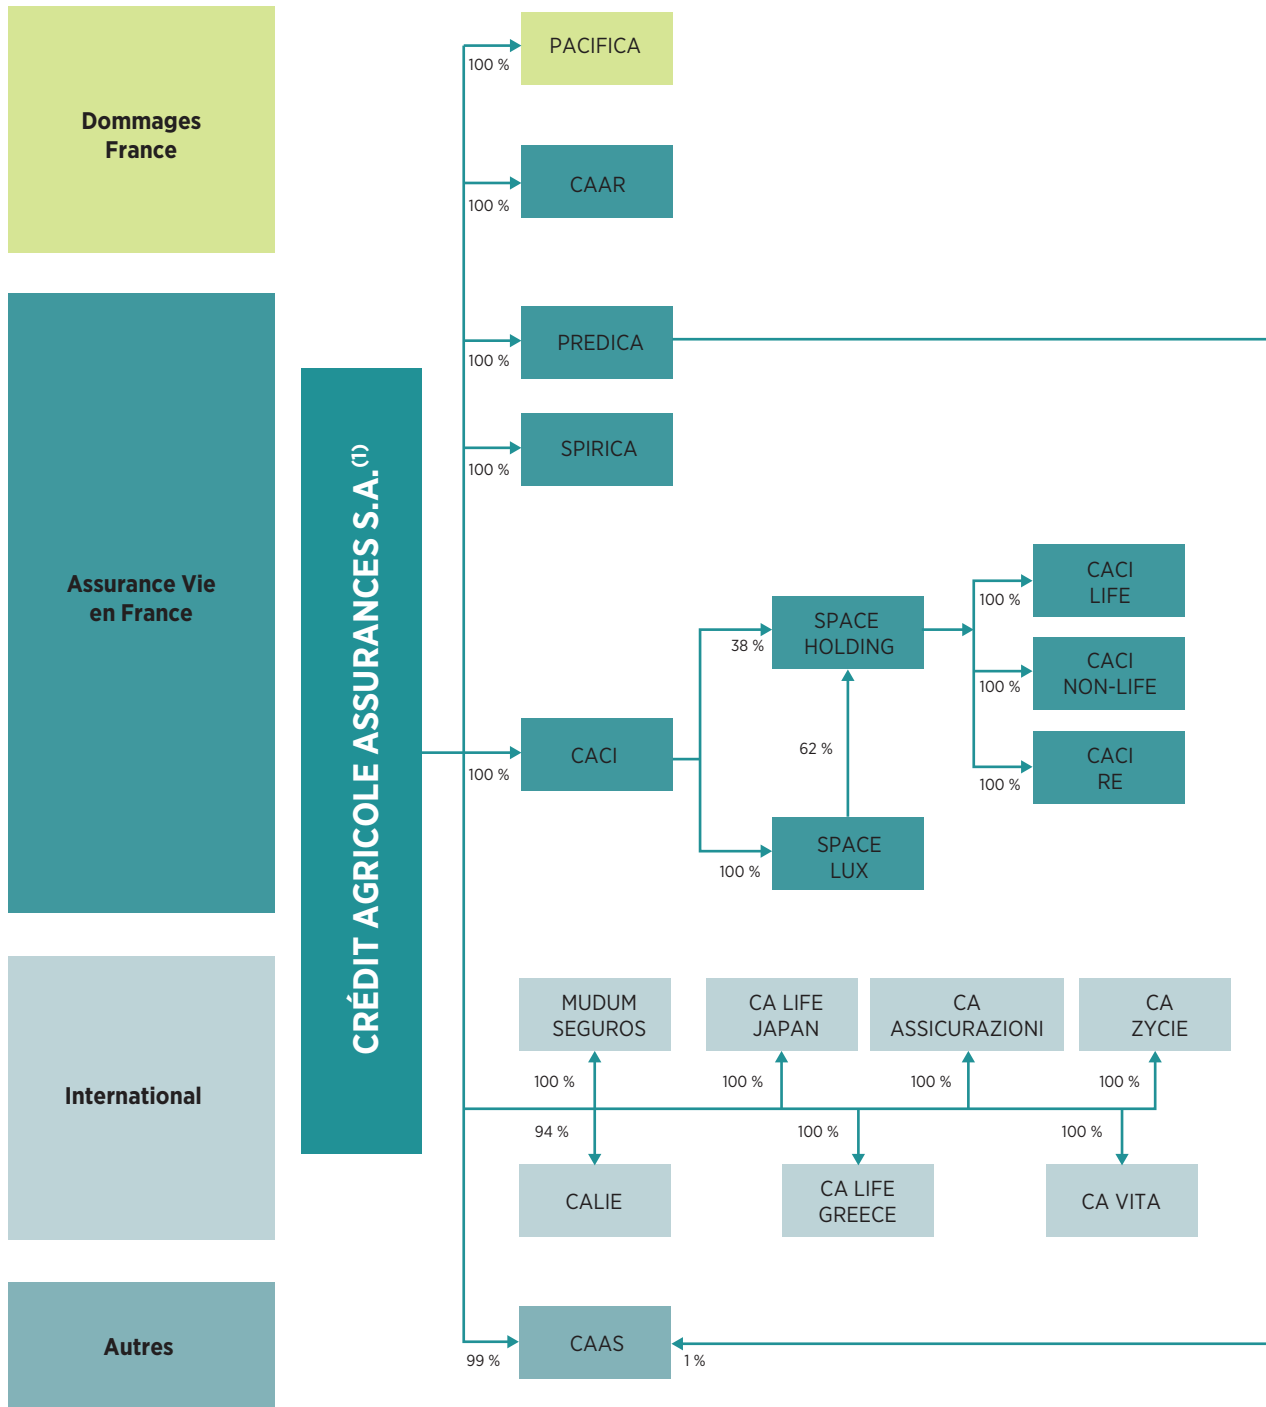 Dommages
France
Assurance Vie
en France
International
Autres
CRÉDIT AGRICOLE ASSURANCES S.A.(1)
PACIFICA
100 %
CAAR
100 %
PREDICA
100 %
SPIRICA
100 %
CACI
100 %
SPACE
HOLDING
38 %
62 %
SPACE
LUX
100 %
CACI
LIFE
100 %
CACI
NON-LIFE
100 %
CACI
RE
100 %
MUDUM
SEGUROS
100 %
CA LIFE
JAPAN
100 %
CA
ASSICURAZIONI
100 %
CA
ZYCIE
100 %
94 %
CALIE
100 %
CA LIFE
GREECE
100 %
CA VITA
CAAS
99 %
1 %